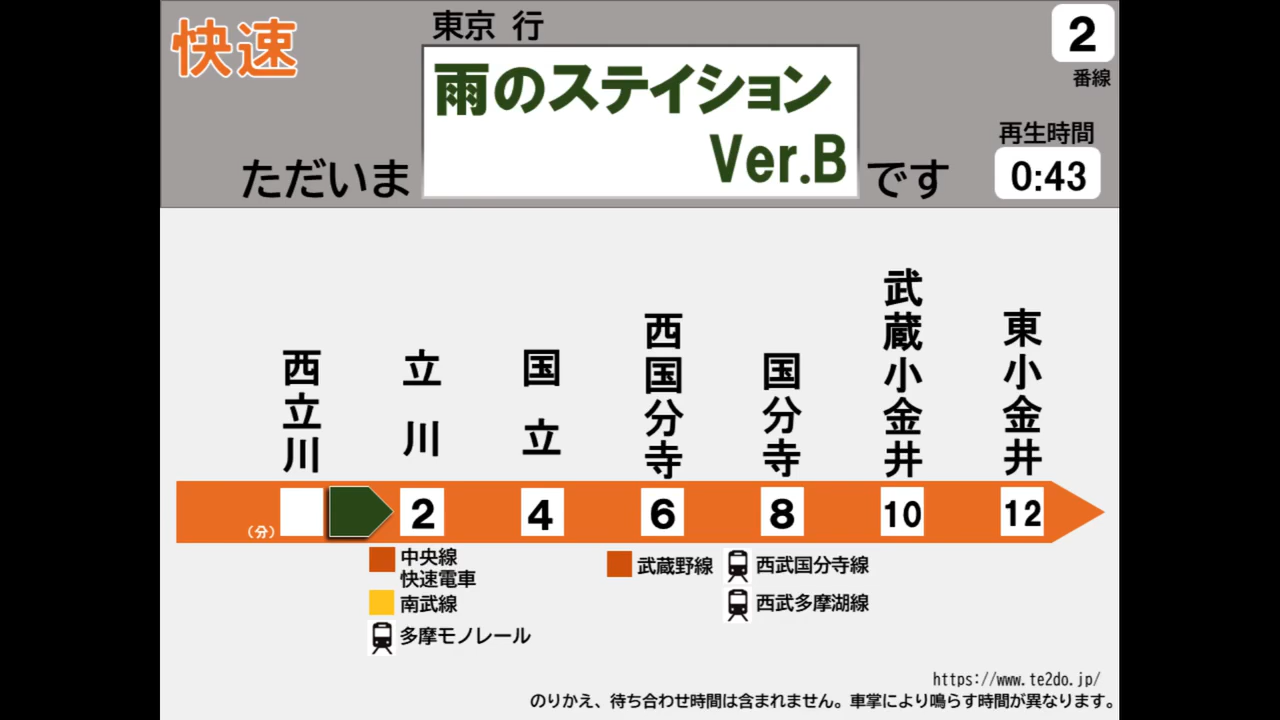 快速
東京 行
雨のステイション
Ver.B
ただいま
です
2
番線
再生時間
0:43
西立川
立川
国立
西国分寺
国分寺
武蔵小金井
東小金井
(分)
2
4
6
8
10
12
中央線
快速電車
南武線
多摩モノレール
武蔵野線
西武国分寺線
西武多摩湖線
https://www.te2do.jp/
のりかえ、待ち合わせ時間は含まれません。車掌により鳴らす時間が異なります。